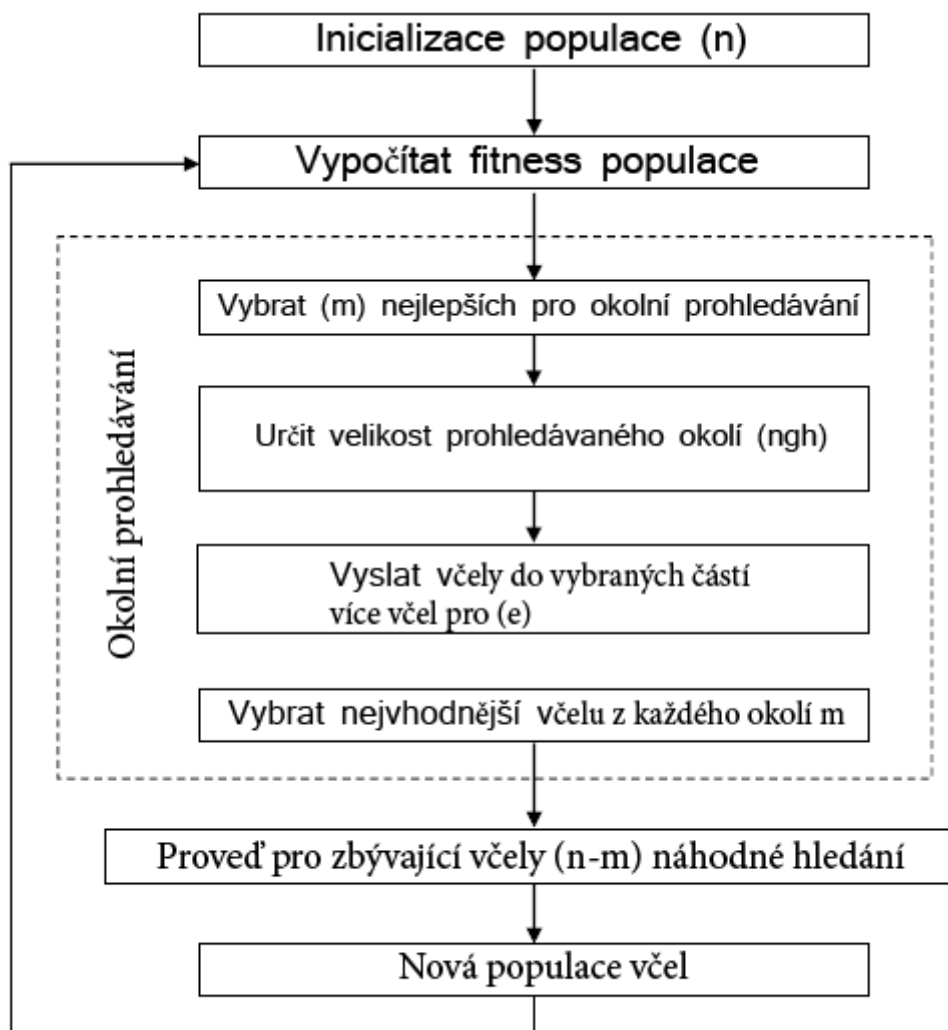 Inicializace populace (n)
Vypočítat fitness populace
Vybrat (m) nejlepších pro okolní prohledávání
Okolní prohledávání
Určit velikost prohledávaného okolí (ngh)
Vyslat včely do vybraných částí
více včel pro (e)
Vybrat nejvhodnější včelu z každého okolí m
Proveď pro zbývající včely (n-m) náhodné hledání
Nová populace včel